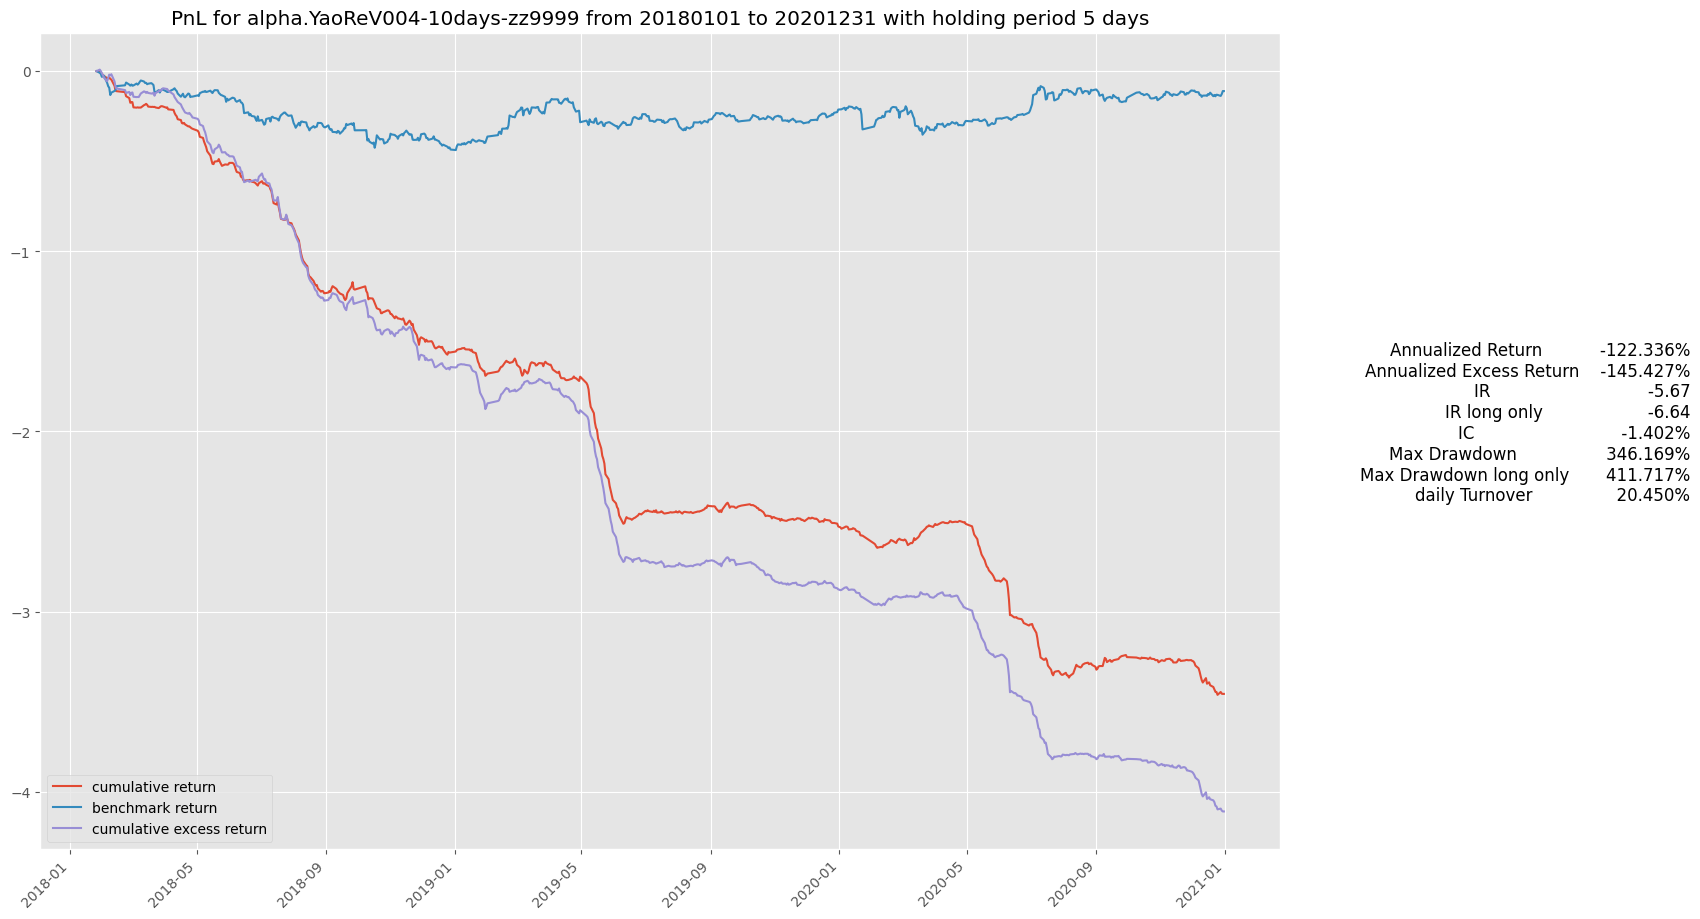 PnL for alpha.YaoReV004-10days-zz9999 from 20180101 to 20201231 with holding period 5 days
0
−1
−2
−3
−4
cumulative return
benchmark return
cumulative excess return
2018-01
2018-05
2018-09
2019-01
2019-05
2019-09
2020-01
2020-05
2020-09
2021-01
Annualized Return -122.336%
Annualized Excess Return -145.427%
IR -5.67
IR long only -6.64
IC -1.402%
Max Drawdown 346.169%
Max Drawdown long only 411.717%
daily Turnover 20.450%